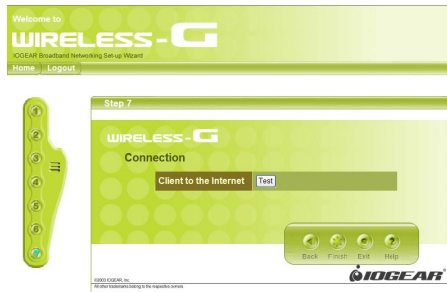 Welcome to
WIRELESS-G
IOGEAR Broadband Networking Set-up Wizard
Home Logout
Step 7
1
2
3
4
5
6
7
WIRELESS-G
Connection
Client to the Internet Test
Back Finish Exit Help
IOGEAR
©2003 IOGEAR, Inc.
All other trademarks belong to the respective owners